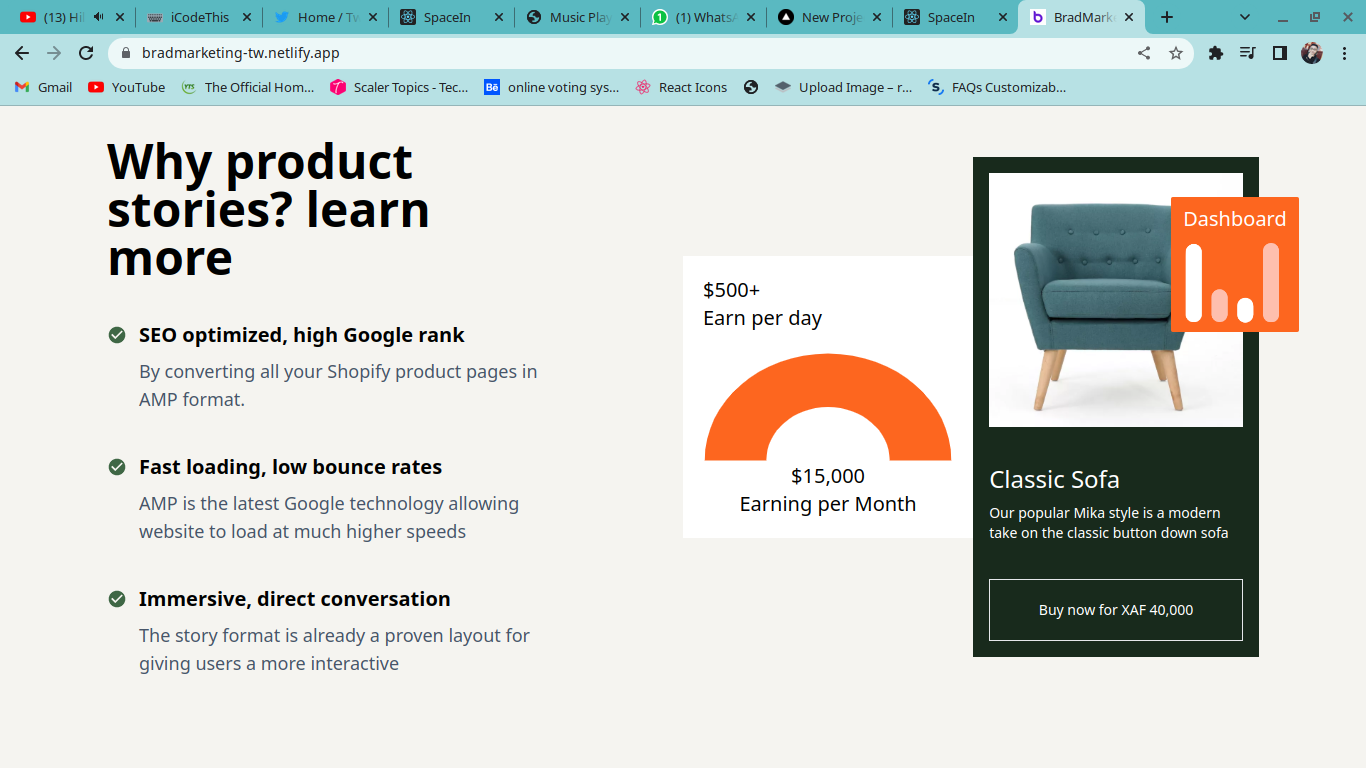 (13) Hi
iCodeThis
Home / Tw
SpaceIn
Music Play
(1) WhatsA
New Proje
SpaceIn
BradMark
bradmarketing-tw.netlify.app
Gmail
YouTube
The Official Hom...
Scaler Topics - Tec...
Bē
online voting sys...
React Icons
Upload Image – r...
FAQs Customizab...
Why product
stories? learn
more
SEO optimized, high Google rank
By converting all your Shopify product pages in
AMP format.
Fast loading, low bounce rates
AMP is the latest Google technology allowing
website to load at much higher speeds
Immersive, direct conversation
The story format is already a proven layout for
giving users a more interactive
$500+
Earn per day
$15,000
Earning per Month
Dashboard
Classic Sofa
Our popular Mika style is a modern
take on the classic button down sofa
Buy now for XAF 40,000